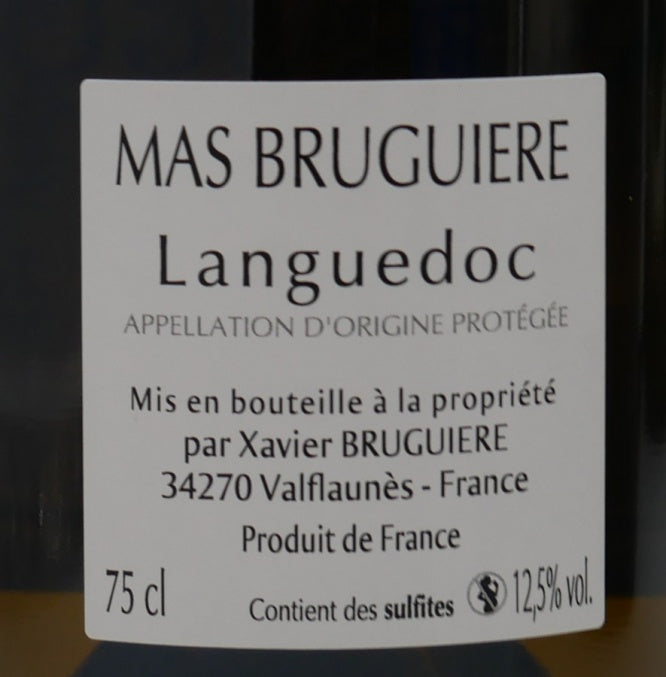 MAS BRUGUIERE
Languedoc
APPELLATION D'ORIGINE PROTÉGÉE
Mis en bouteille à la propriété
par Xavier BRUGUIERE
34270 Valflaunès - France
Produit de France
75 cl Contient des sulfites 12,5% vol.